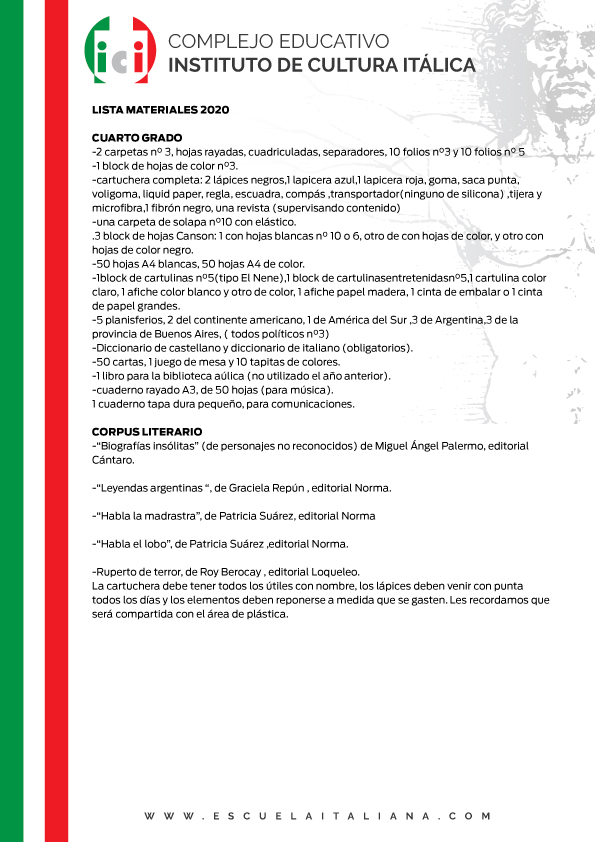 ici
COMPLEJO EDUCATIVO
INSTITUTO DE CULTURA ITÁLICA
LISTA MATERIALES 2020
CUARTO GRADO
-2 carpetas nº 3, hojas rayadas, cuadriculadas, separadores, 10 folios nº3 y 10 folios nº 5
-1 block de hojas de color nº3.
-cartuchera completa: 2 lápices negros,1 lapicera azul,1 lapicera roja, goma, saca punta,
voligoma, liquid paper, regla, escuadra, compás ,transportador(ninguno de silicona) ,tijera y
microfibra,1 fibrón negro, una revista (supervisando contenido)
-una carpeta de solapa nº10 con elástico.
.3 block de hojas Canson: 1 con hojas blancas nº 10 o 6, otro de con hojas de color, y otro con
hojas de color negro.
-50 hojas A4 blancas, 50 hojas A4 de color.
-1block de cartulinas nº5(tipo El Nene),1 block de cartulinasentretenidasnº5,1 cartulina color
claro, 1 afiche color blanco y otro de color, 1 afiche papel madera, 1 cinta de embalar o 1 cinta
de papel grandes.
-5 planisferios, 2 del continente americano, 1 de América del Sur ,3 de Argentina,3 de la
provincia de Buenos Aires, ( todos políticos nº3)
-Diccionario de castellano y diccionario de italiano (obligatorios).
-50 cartas, 1 juego de mesa y 10 tapitas de colores.
-1 libro para la biblioteca aúlica (no utilizado el año anterior).
-cuaderno rayado A3, de 50 hojas (para música).
1 cuaderno tapa dura pequeño, para comunicaciones.
CORPUS LITERARIO
-“Biografías insólitas” (de personajes no reconocidos) de Miguel Ángel Palermo, editorial
Cántaro.
-“Leyendas argentinas “, de Graciela Repún , editorial Norma.
-“Habla la madrastra”, de Patricia Suárez, editorial Norma
-“Habla el lobo”, de Patricia Suárez ,editorial Norma.
-Ruperto de terror, de Roy Berocay , editorial Loqueleo.
La cartuchera debe tener todos los útiles con nombre, los lápices deben venir con punta
todos los días y los elementos deben reponerse a medida que se gasten. Les recordamos que
será compartida con el área de plástica.
WWW.ESCUELAITALIANA.COM